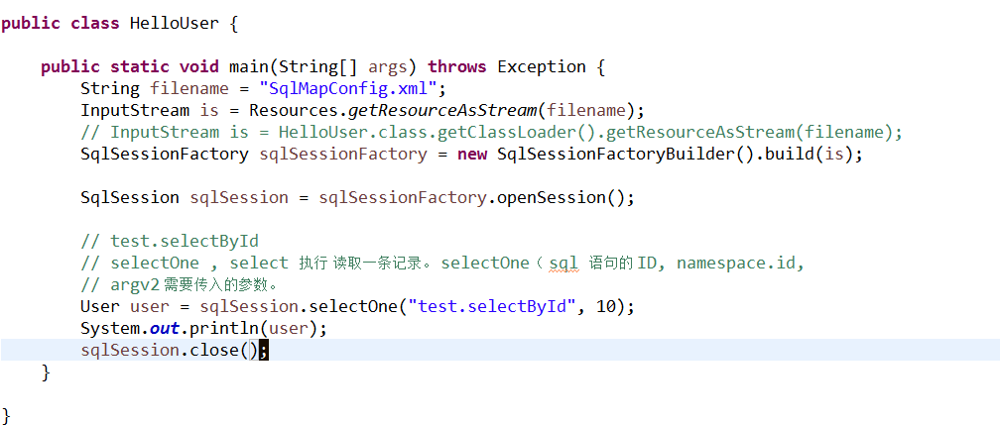 public class HelloUser {
public static void main(String[] args) throws Exception {
String filename = "SqlMapConfig.xml";
InputStream is = Resources.getResourceAsStream(filename);
// InputStream is = HelloUser.class.getClassLoader().getResourceAsStream(filename);
SqlSessionFactory sqlSessionFactory = new SqlSessionFactoryBuilder().build(is);
SqlSession sqlSession = sqlSessionFactory.openSession();
// test.selectById
// selectOne , select 执行 读取一条记录。selectOne（ sql 语句的 ID, namespace.id,
// argv2 需要传入的参数。
User user = sqlSession.selectOne("test.selectById", 10);
System.out.println(user);
sqlSession.close();
}
}